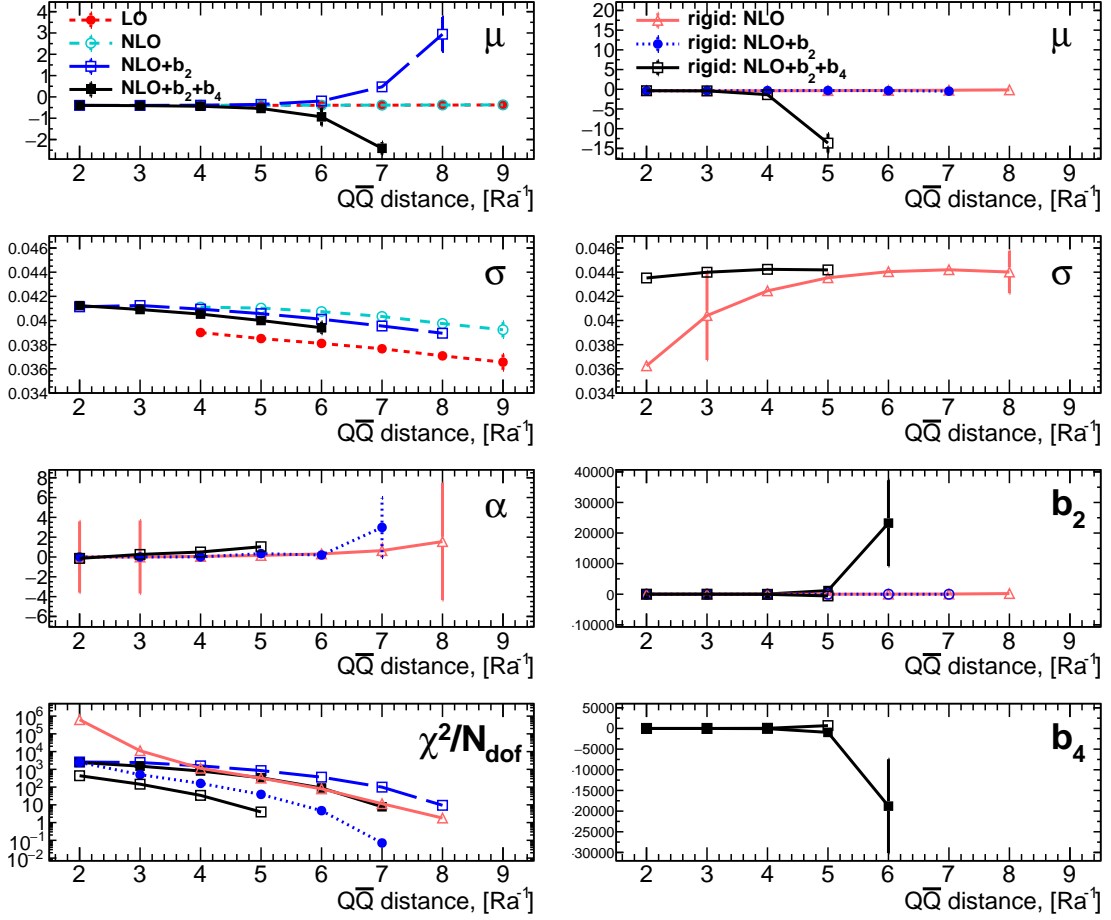 4
3
2
1
0
−1
−2
LO
NLO
NLO+b2
NLO+b2+b4
μ
2 3 4 5 6 7 8 9
QQ̅ distance, [Ra-1]
20
15
10
5
0
−5
−10
−15
rigid: NLO
rigid: NLO+b2
rigid: NLO+b2+b4
μ
2 3 4 5 6 7 8 9
QQ̅ distance, [Ra-1]
0.046
0.044
0.042
0.04
0.038
0.036
0.034
σ
2 3 4 5 6 7 8 9
QQ̅ distance, [Ra-1]
0.046
0.044
0.042
0.04
0.038
0.036
0.034
σ
2 3 4 5 6 7 8 9
QQ̅ distance, [Ra-1]
8
6
4
2
0
−2
−4
−6
α
2 3 4 5 6 7 8 9
QQ̅ distance, [Ra-1]
40000
30000
20000
10000
0
-10000
b2
2 3 4 5 6 7 8 9
QQ̅ distance, [Ra-1]
10^6
10^5
10^4
10^3
10^2
10
1
10^−1
10^−2
χ2/Ndof
2 3 4 5 6 7 8 9
QQ̅ distance, [Ra-1]
5000
0
-5000
-10000
-15000
-20000
-25000
-30000
b4
2 3 4 5 6 7 8 9
QQ̅ distance, [Ra-1]